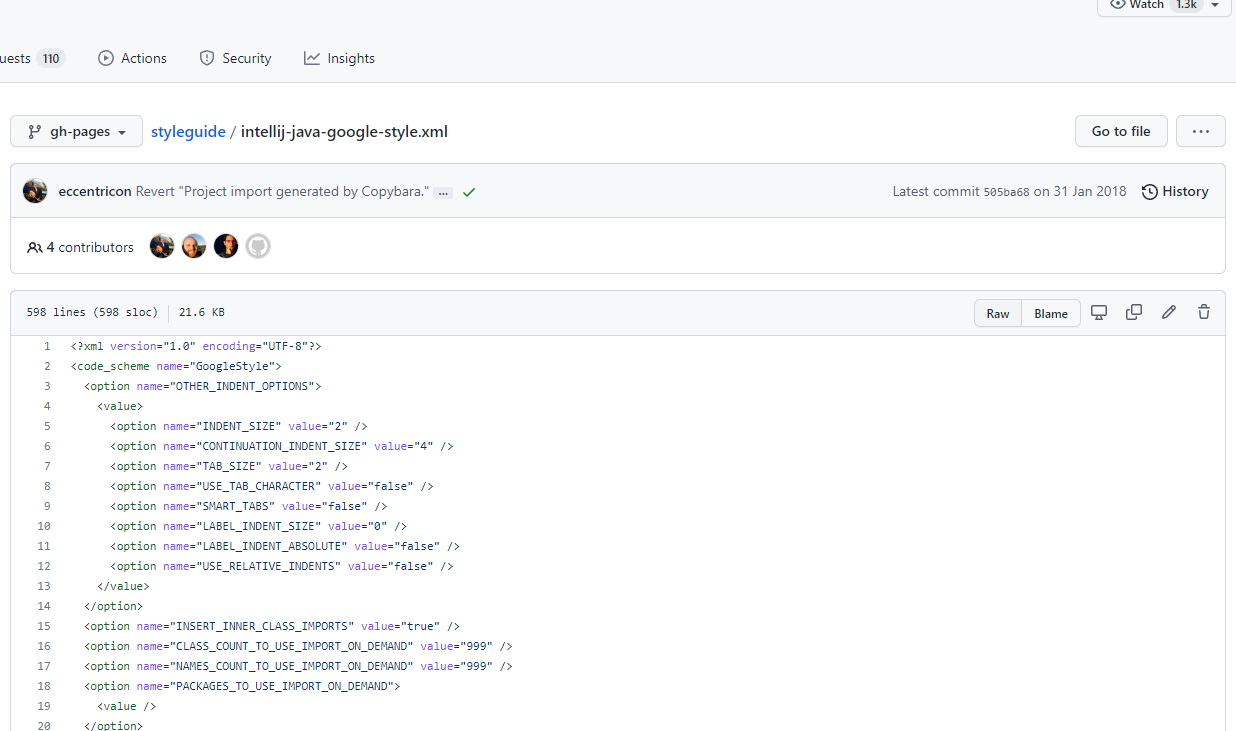 Watch 1.3k
uests 110 Actions Security Insights
gh-pages styleguide / intellij-java-google-style.xml Go to file ...
eccentricon Revert "Project import generated by Copybara." ... Latest commit 505ba68 on 31 Jan 2018 History
4 contributors
598 lines (598 sloc) 21.6 KB Raw Blame
1 <?xml version="1.0" encoding="UTF-8"?>
2 <code_scheme name="GoogleStyle">
3 <option name="OTHER_INDENT_OPTIONS">
4 <value>
5 <option name="INDENT_SIZE" value="2" />
6 <option name="CONTINUATION_INDENT_SIZE" value="4" />
7 <option name="TAB_SIZE" value="2" />
8 <option name="USE_TAB_CHARACTER" value="false" />
9 <option name="SMART_TABS" value="false" />
10 <option name="LABEL_INDENT_SIZE" value="0" />
11 <option name="LABEL_INDENT_ABSOLUTE" value="false" />
12 <option name="USE_RELATIVE_INDENTS" value="false" />
13 </value>
14 </option>
15 <option name="INSERT_INNER_CLASS_IMPORTS" value="true" />
16 <option name="CLASS_COUNT_TO_USE_IMPORT_ON_DEMAND" value="999" />
17 <option name="NAMES_COUNT_TO_USE_IMPORT_ON_DEMAND" value="999" />
18 <option name="PACKAGES_TO_USE_IMPORT_ON_DEMAND">
19 <value />
20 </option>